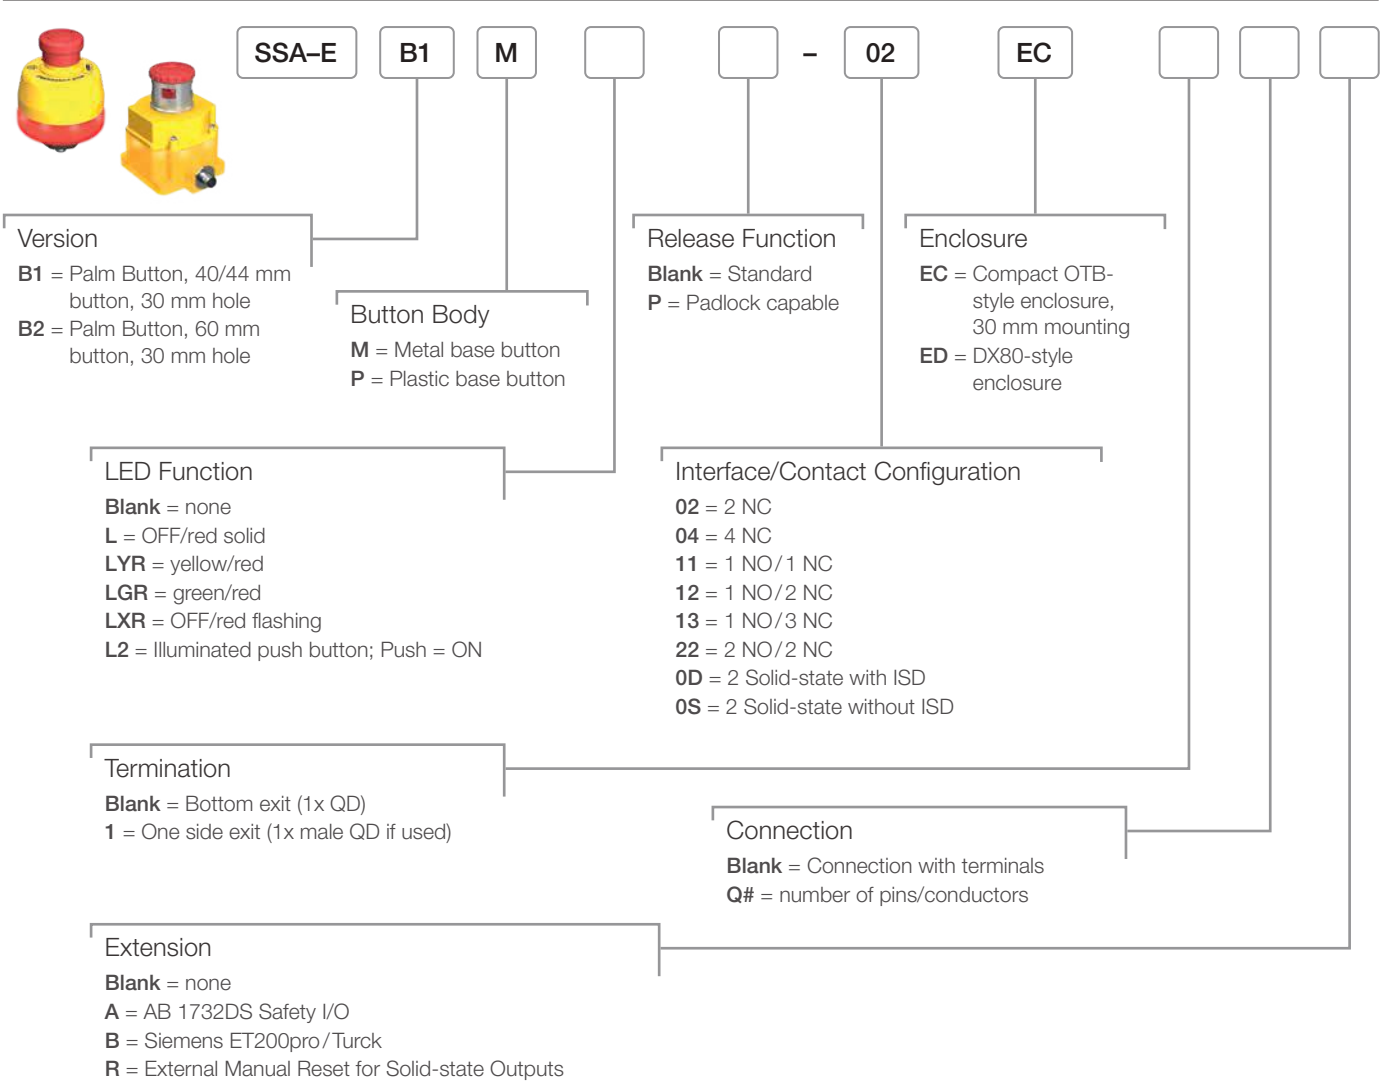 SSA–E B1 M – 02 EC
Version
B1 = Palm Button, 40/44 mm
button, 30 mm hole
B2 = Palm Button, 60 mm
button, 30 mm hole
Button Body
M = Metal base button
P = Plastic base button
Release Function
Blank = Standard
P = Padlock capable
Enclosure
EC = Compact OTB-
style enclosure,
30 mm mounting
ED = DX80-style
enclosure
LED Function
Blank = none
L = OFF/red solid
LYR = yellow/red
LGR = green/red
LXR = OFF/red flashing
L2 = Illuminated push button; Push = ON
Interface/Contact Configuration
02 = 2 NC
04 = 4 NC
11 = 1 NO/1 NC
12 = 1 NO/2 NC
13 = 1 NO/3 NC
22 = 2 NO/2 NC
0D = 2 Solid-state with ISD
0S = 2 Solid-state without ISD
Termination
Blank = Bottom exit (1x QD)
1 = One side exit (1x male QD if used)
Connection
Blank = Connection with terminals
Q# = number of pins/conductors
Extension
Blank = none
A = AB 1732DS Safety I/O
B = Siemens ET200pro/Turck
R = External Manual Reset for Solid-state Outputs